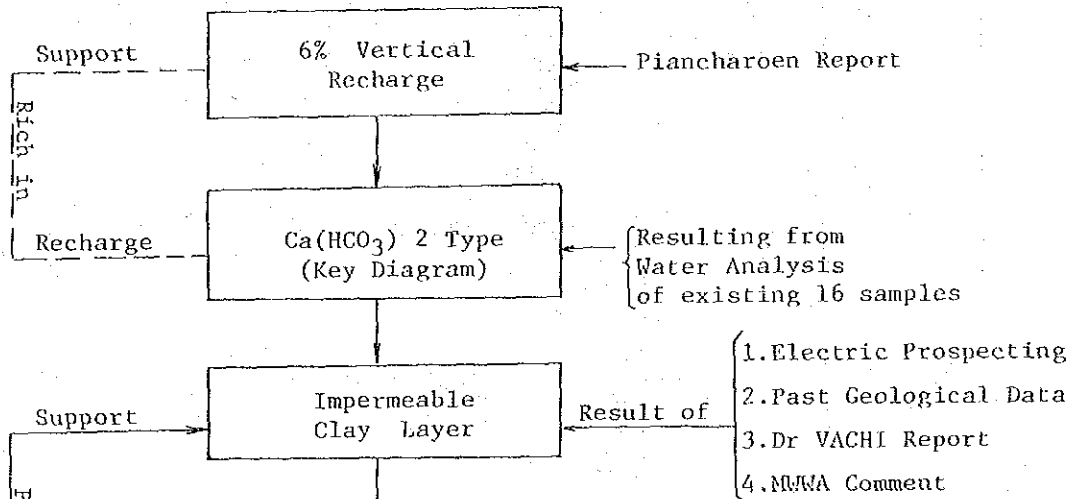 Support
6% Vertical
Recharge
Piancharoen Report
Rich in
Recharge
Ca(HCO₃) 2 Type
(Key Diagram)
Resulting from
Water Analysis
of existing 16 samples
Support
Impermeable
Clay Layer
Result of
1.Electric Prospecting
2.Past Geological Data
3.Dr VACHI Report
4.MWWA Comment